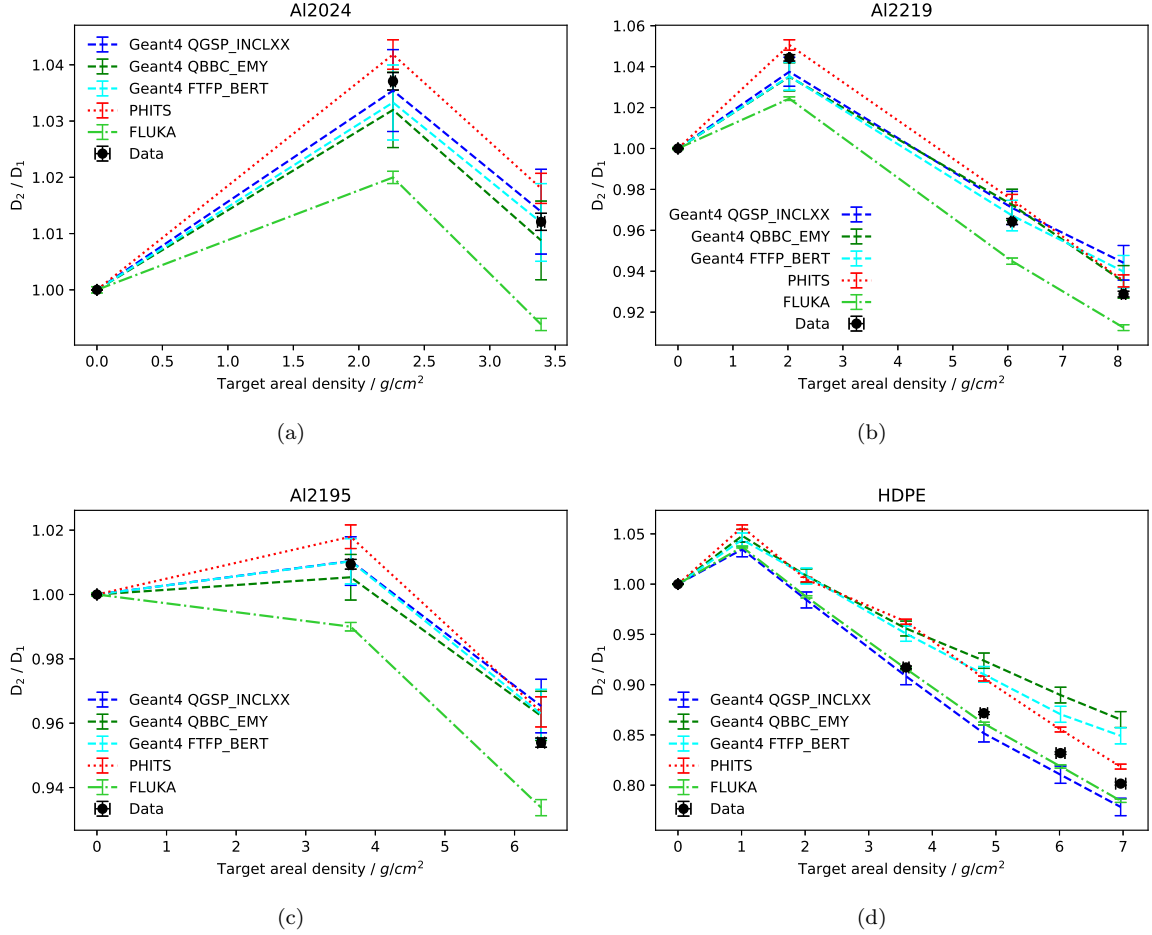 Al2024
D2 / D1
1.04
1.03
1.02
1.01
1.00
Geant4 QGSP_INCLXX
Geant4 QBBC_EMY
Geant4 FTFP_BERT
PHITS
FLUKA
Data
0.0 0.5 1.0 1.5 2.0 2.5 3.0 3.5
Target areal density / g/cm²
(a)
Al2219
D2 / D1
1.06
1.04
1.02
1.00
0.98
0.96
0.94
0.92
Geant4 QGSP_INCLXX
Geant4 QBBC_EMY
Geant4 FTFP_BERT
PHITS
FLUKA
Data
0 1 2 3 4 5 6 7 8
Target areal density / g/cm²
(b)
Al2195
D2 / D1
1.02
1.00
0.98
0.96
0.94
Geant4 QGSP_INCLXX
Geant4 QBBC_EMY
Geant4 FTFP_BERT
PHITS
FLUKA
Data
0 1 2 3 4 5 6
Target areal density / g/cm²
(c)
HDPE
D2 / D1
1.05
1.00
0.95
0.90
0.85
0.80
Geant4 QGSP_INCLXX
Geant4 QBBC_EMY
Geant4 FTFP_BERT
PHITS
FLUKA
Data
0 1 2 3 4 5 6 7
Target areal density / g/cm²
(d)